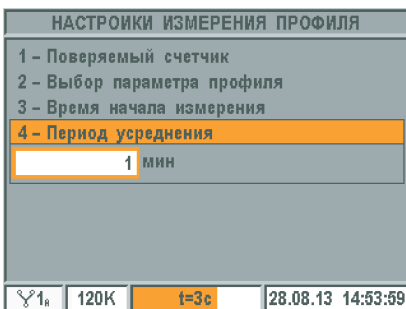 НАСТРОЙКИ ИЗМЕРЕНИЯ ПРОФИЛЯ
1 – Поверяемый счетчик
2 – Выбор параметра профиля
3 – Время начала измерения
4 – Период усреднения
1 мин
1А 120К t=3с 28.08.13 14:53:59